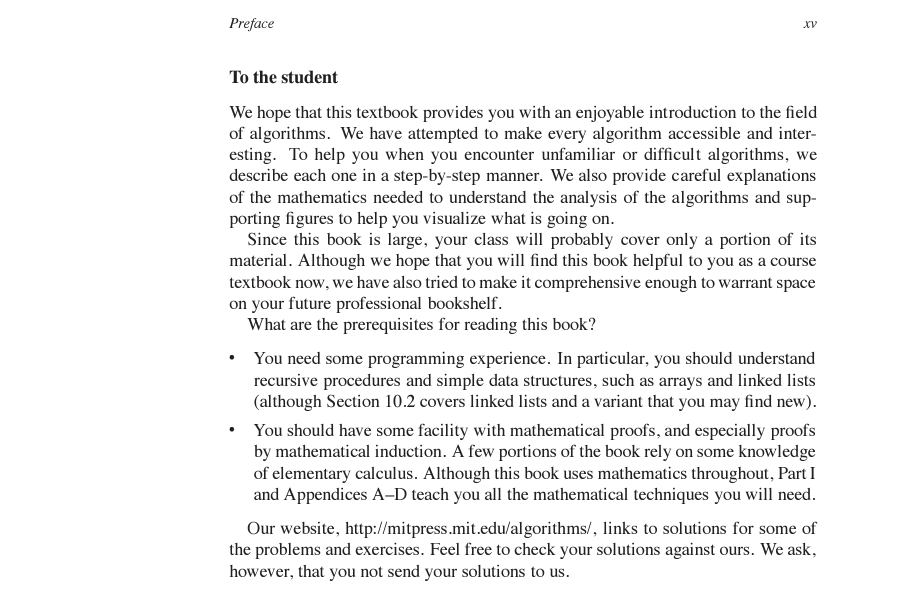 Preface xv
To the student
We hope that this textbook provides you with an enjoyable introduction to the field
of algorithms. We have attempted to make every algorithm accessible and inter-
esting. To help you when you encounter unfamiliar or difficult algorithms, we
describe each one in a step-by-step manner. We also provide careful explanations
of the mathematics needed to understand the analysis of the algorithms and sup-
porting figures to help you visualize what is going on.
Since this book is large, your class will probably cover only a portion of its
material. Although we hope that you will find this book helpful to you as a course
textbook now, we have also tried to make it comprehensive enough to warrant space
on your future professional bookshelf.
What are the prerequisites for reading this book?
• You need some programming experience. In particular, you should understand
recursive procedures and simple data structures, such as arrays and linked lists
(although Section 10.2 covers linked lists and a variant that you may find new).
• You should have some facility with mathematical proofs, and especially proofs
by mathematical induction. A few portions of the book rely on some knowledge
of elementary calculus. Although this book uses mathematics throughout, Part I
and Appendices A–D teach you all the mathematical techniques you will need.
Our website, http://mitpress.mit.edu/algorithms/, links to solutions for some of
the problems and exercises. Feel free to check your solutions against ours. We ask,
however, that you not send your solutions to us.